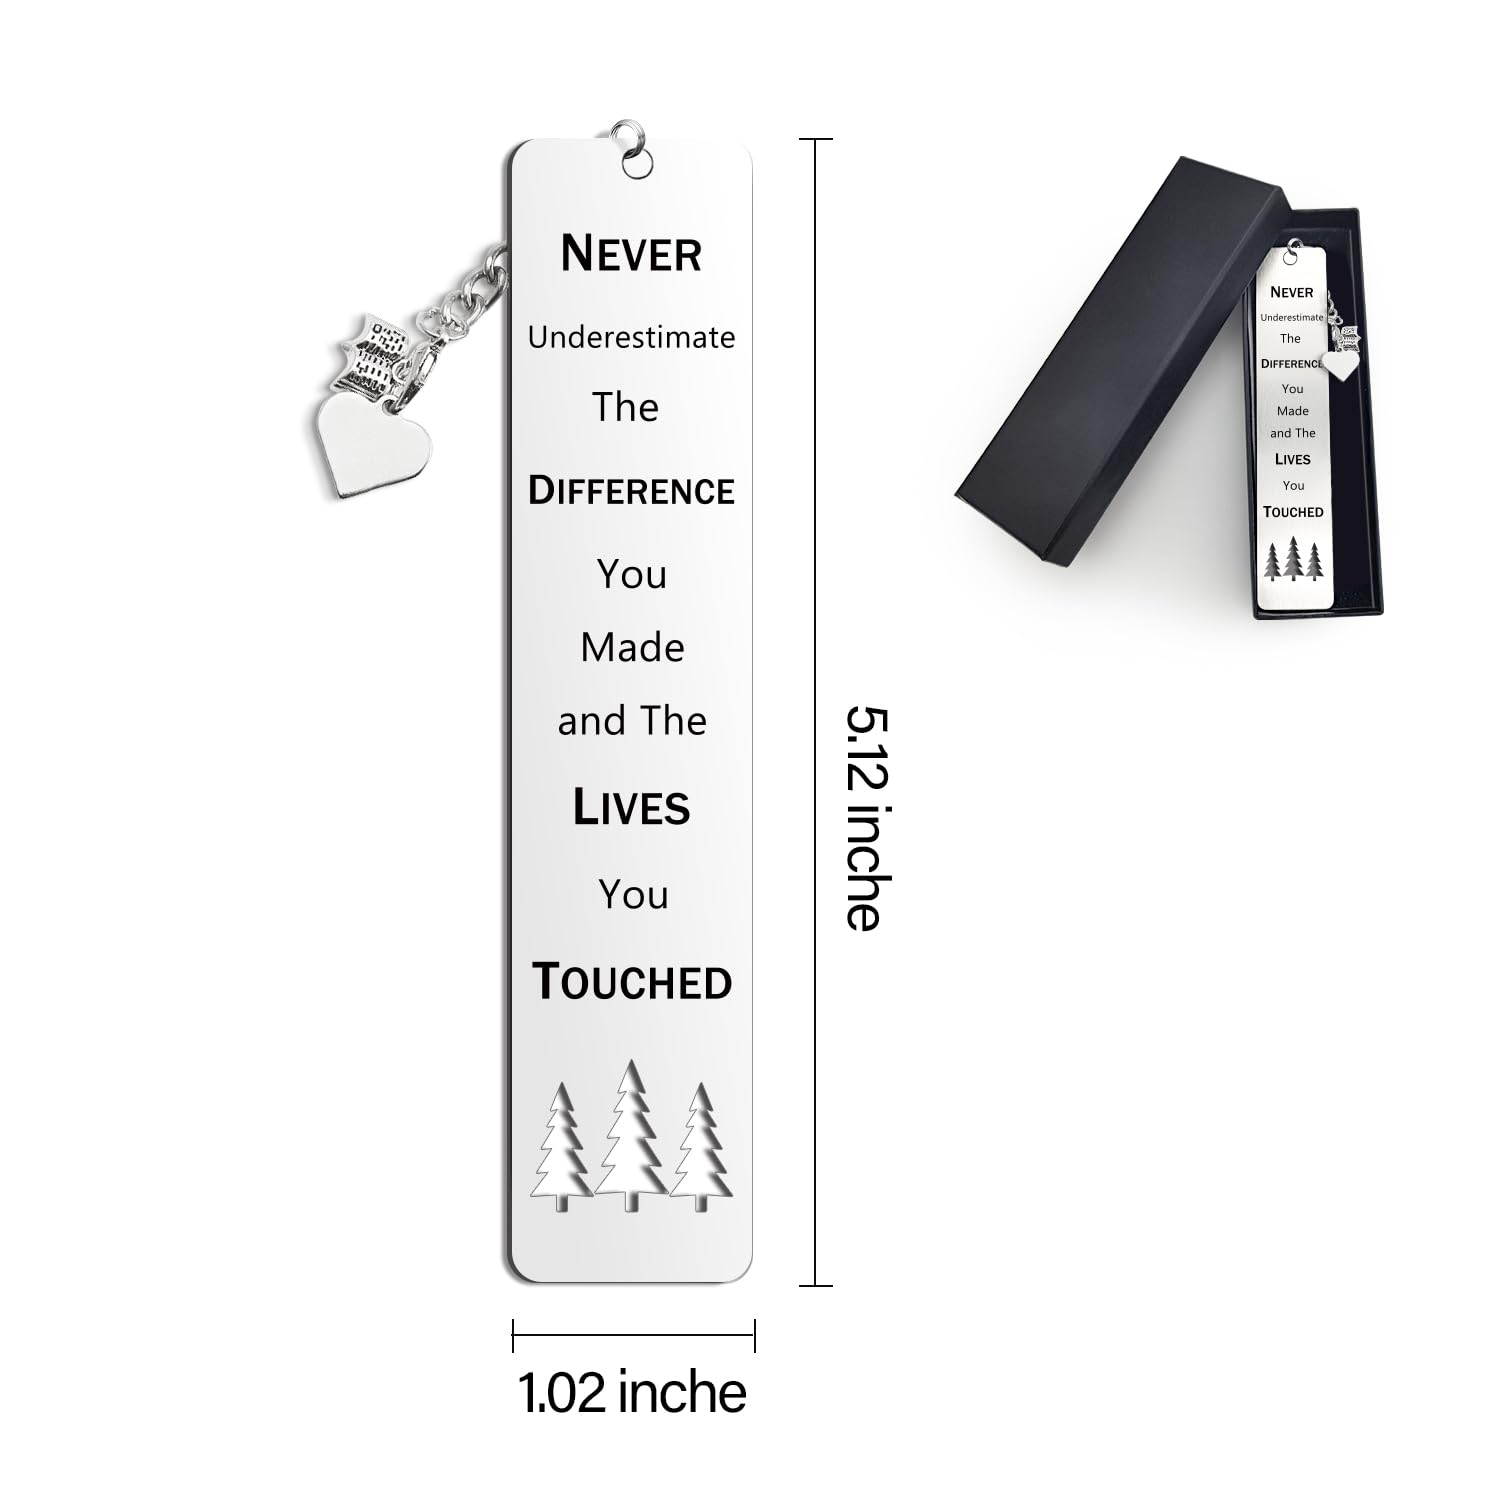 NEVER
Underestimate
The
DIFFERENCE
You
Made
and The
LIVES
You
TOUCHED
5.12 inche
1.02 inche
NEVER
Underestimate
The
DIFFERENCE
You
Made
and The
LIVES
You
TOUCHED